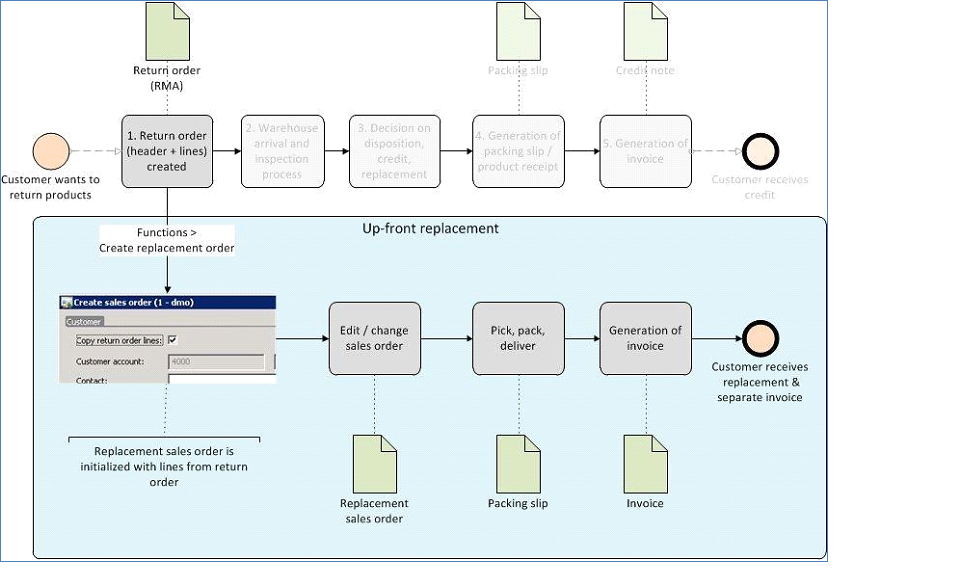 Return order
(RMA)
Packing slip
Credit note
1. Return order
(header + lines)
created
2. Warehouse
arrival and
inspection
process
3. Decision on
disposition,
credit,
replacement
4. Generation of
packing slip /
product receipt
5. Generation of
invoice
Customer wants to
return products
Customer receives
credit
Up-front replacement
Functions >
Create replacement order
Create sales order (1 - dmo)
Customer
Copy return order lines:
Customer account:
4000
Contact:
Edit / change
sales order
Pick, pack,
deliver
Generation of
invoice
Customer receives
replacement &
separate invoice
Replacement sales order is
initialized with lines from return
order
Replacement
sales order
Packing slip
Invoice